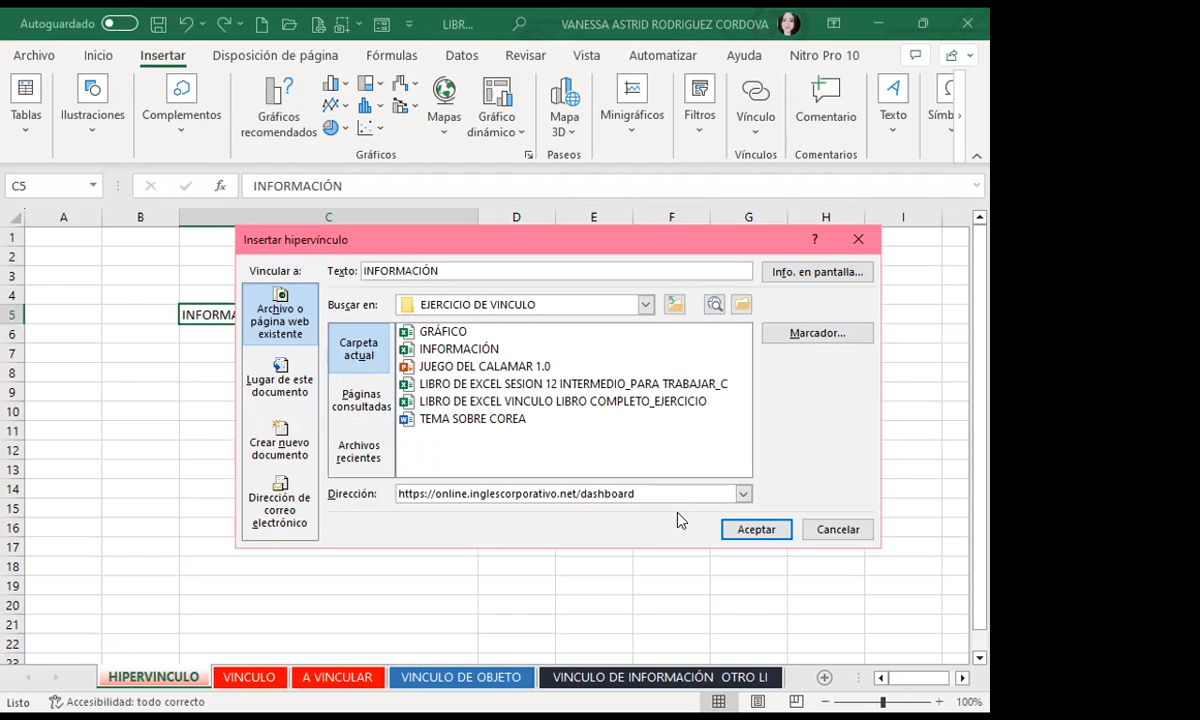 Autoguardado LIBR... VANESSA ASTRID RODRIGUEZ CORDOVA
Archivo Inicio Insertar Disposición de página Fórmulas Datos Revisar Vista Automatizar Ayuda Nitro Pro 10
Tablas Ilustraciones Complementos Gráficos recomendados Mapas Gráfico dinámico Mapa 3D Minigráficos Filtros Vínculo Comentario Texto Símb
Gráficos Paseos Vínculos Comentarios
C5 fx INFORMACIÓN
A B C D E F G H I
1
2
3
4
5 INFORMA
6
7
8
9
10
11
12
13
14
15
16
17
18
19
20
21
22
23
Insertar hipervínculo ?
Vincular a: Texto: INFORMACIÓN Info. en pantalla...
Archivo o página web existente
Buscar en: EJERCICIO DE VINCULO
Lugar de este documento
Crear nuevo documento
Dirección de correo electrónico
Carpeta actual
Páginas consultadas
Archivos recientes
GRÁFICO
INFORMACIÓN
JUEGO DEL CALAMAR 1.0
LIBRO DE EXCEL SESION 12 INTERMEDIO_PARA TRABAJAR_C
LIBRO DE EXCEL VINCULO LIBRO COMPLETO_EJERCICIO
TEMA SOBRE COREA
Marcador...
Dirección: https://online.inglescorporativo.net/dashboard
Aceptar Cancelar
HIPERVINCULO VINCULO A VINCULAR VINCULO DE OBJETO VINCULO DE INFORMACIÓN OTRO LI
Listo Accesibilidad: todo correcto 100%